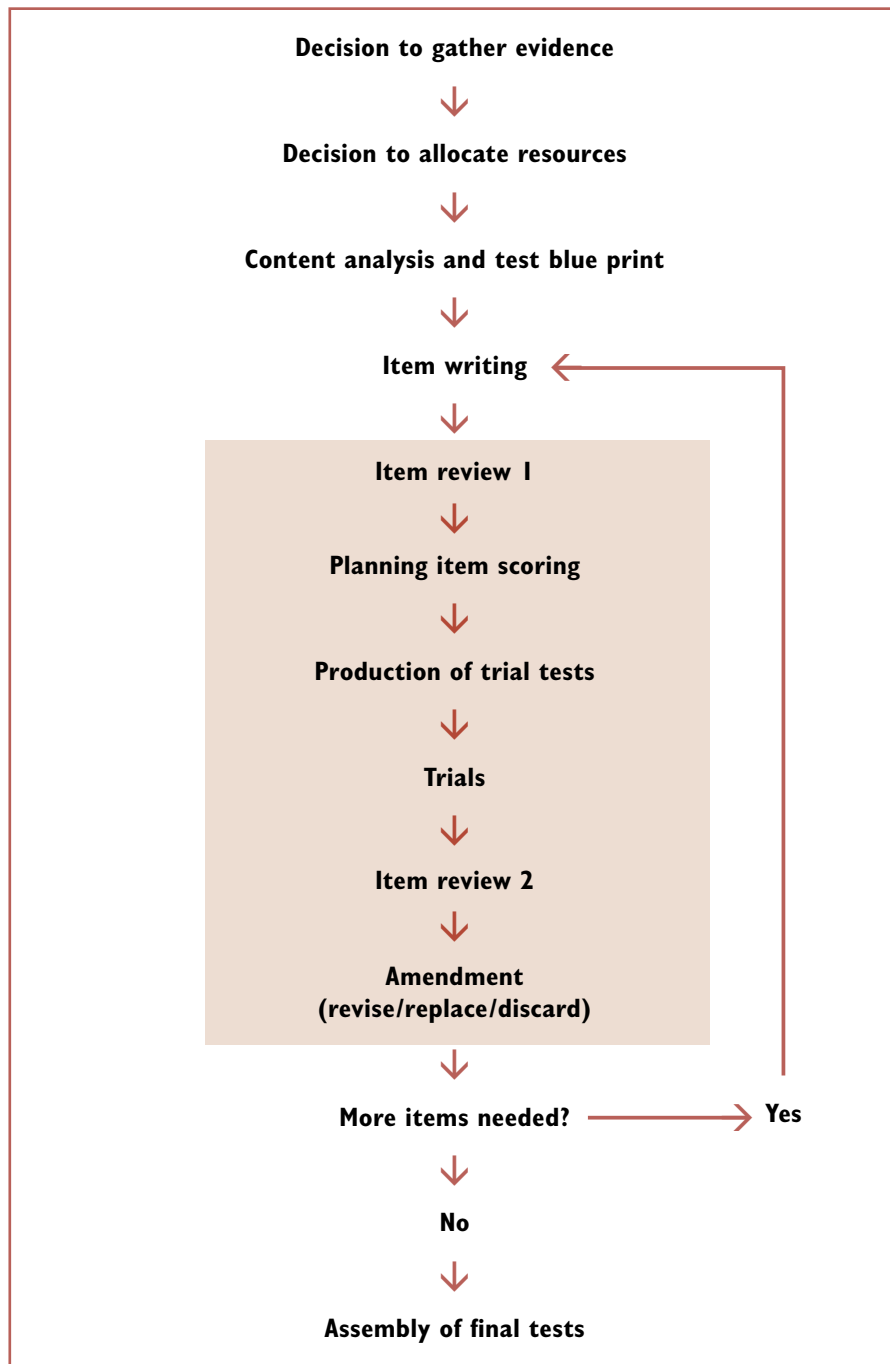 Decision to gather evidence
Decision to allocate resources
Content analysis and test blue print
Item writing
Item review 1
Planning item scoring
Production of trial tests
Trials
Item review 2
Amendment
(revise/replace/discard)
More items needed?
Yes
No
Assembly of final tests